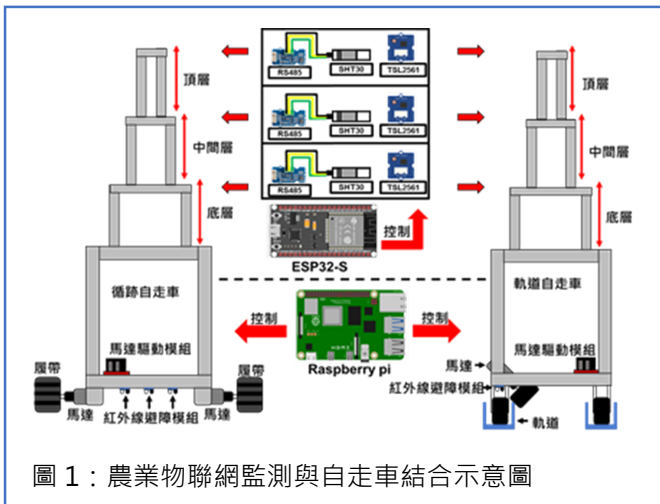 頂層
中間層
底層
循跡自走車
馬達驅動模組
履帶
馬達
紅外線避障模組
馬達
履帶
RS485
SHT30
TSL2561
RS485
SHT30
TSL2561
RS485
SHT30
TSL2561
ESP32-S
控制
控制
控制
Raspberry pi
頂層
中間層
底層
軌道自走車
馬達驅動模組
馬達
紅外線避障模組
軌道
圖 1：農業物聯網監測與自走車結合示意圖